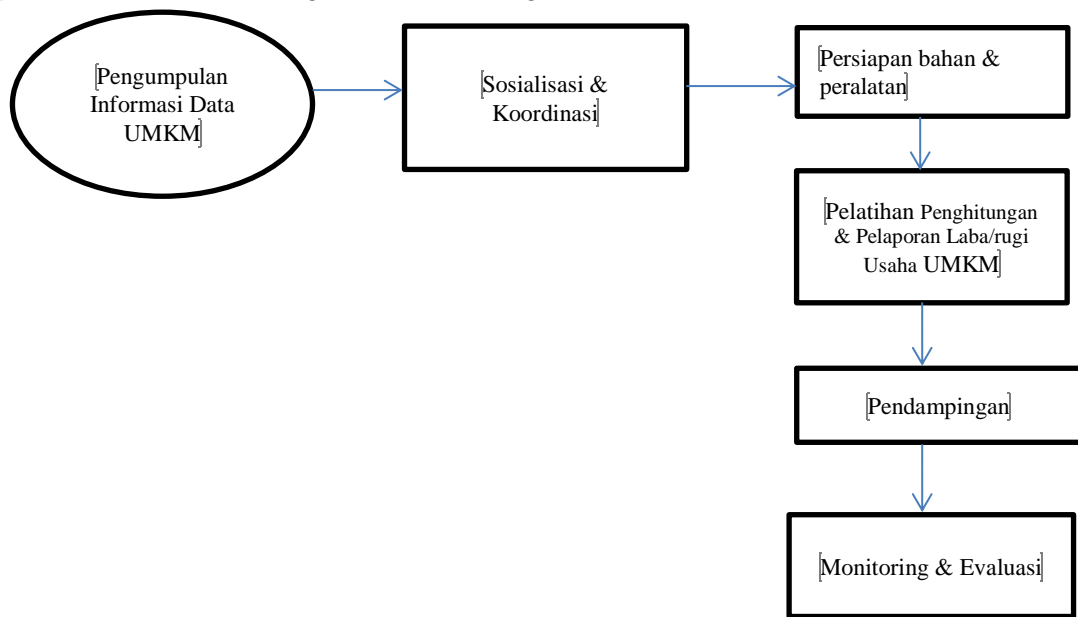 Pengumpulan
Informasi Data
UMKM
Sosialisasi &
Koordinasi
Persiapan bahan &
peralatan
Pelatihan Penghitungan
& Pelaporan Laba/rugi
Usaha UMKM
Pendampingan
Monitoring & Evaluasi